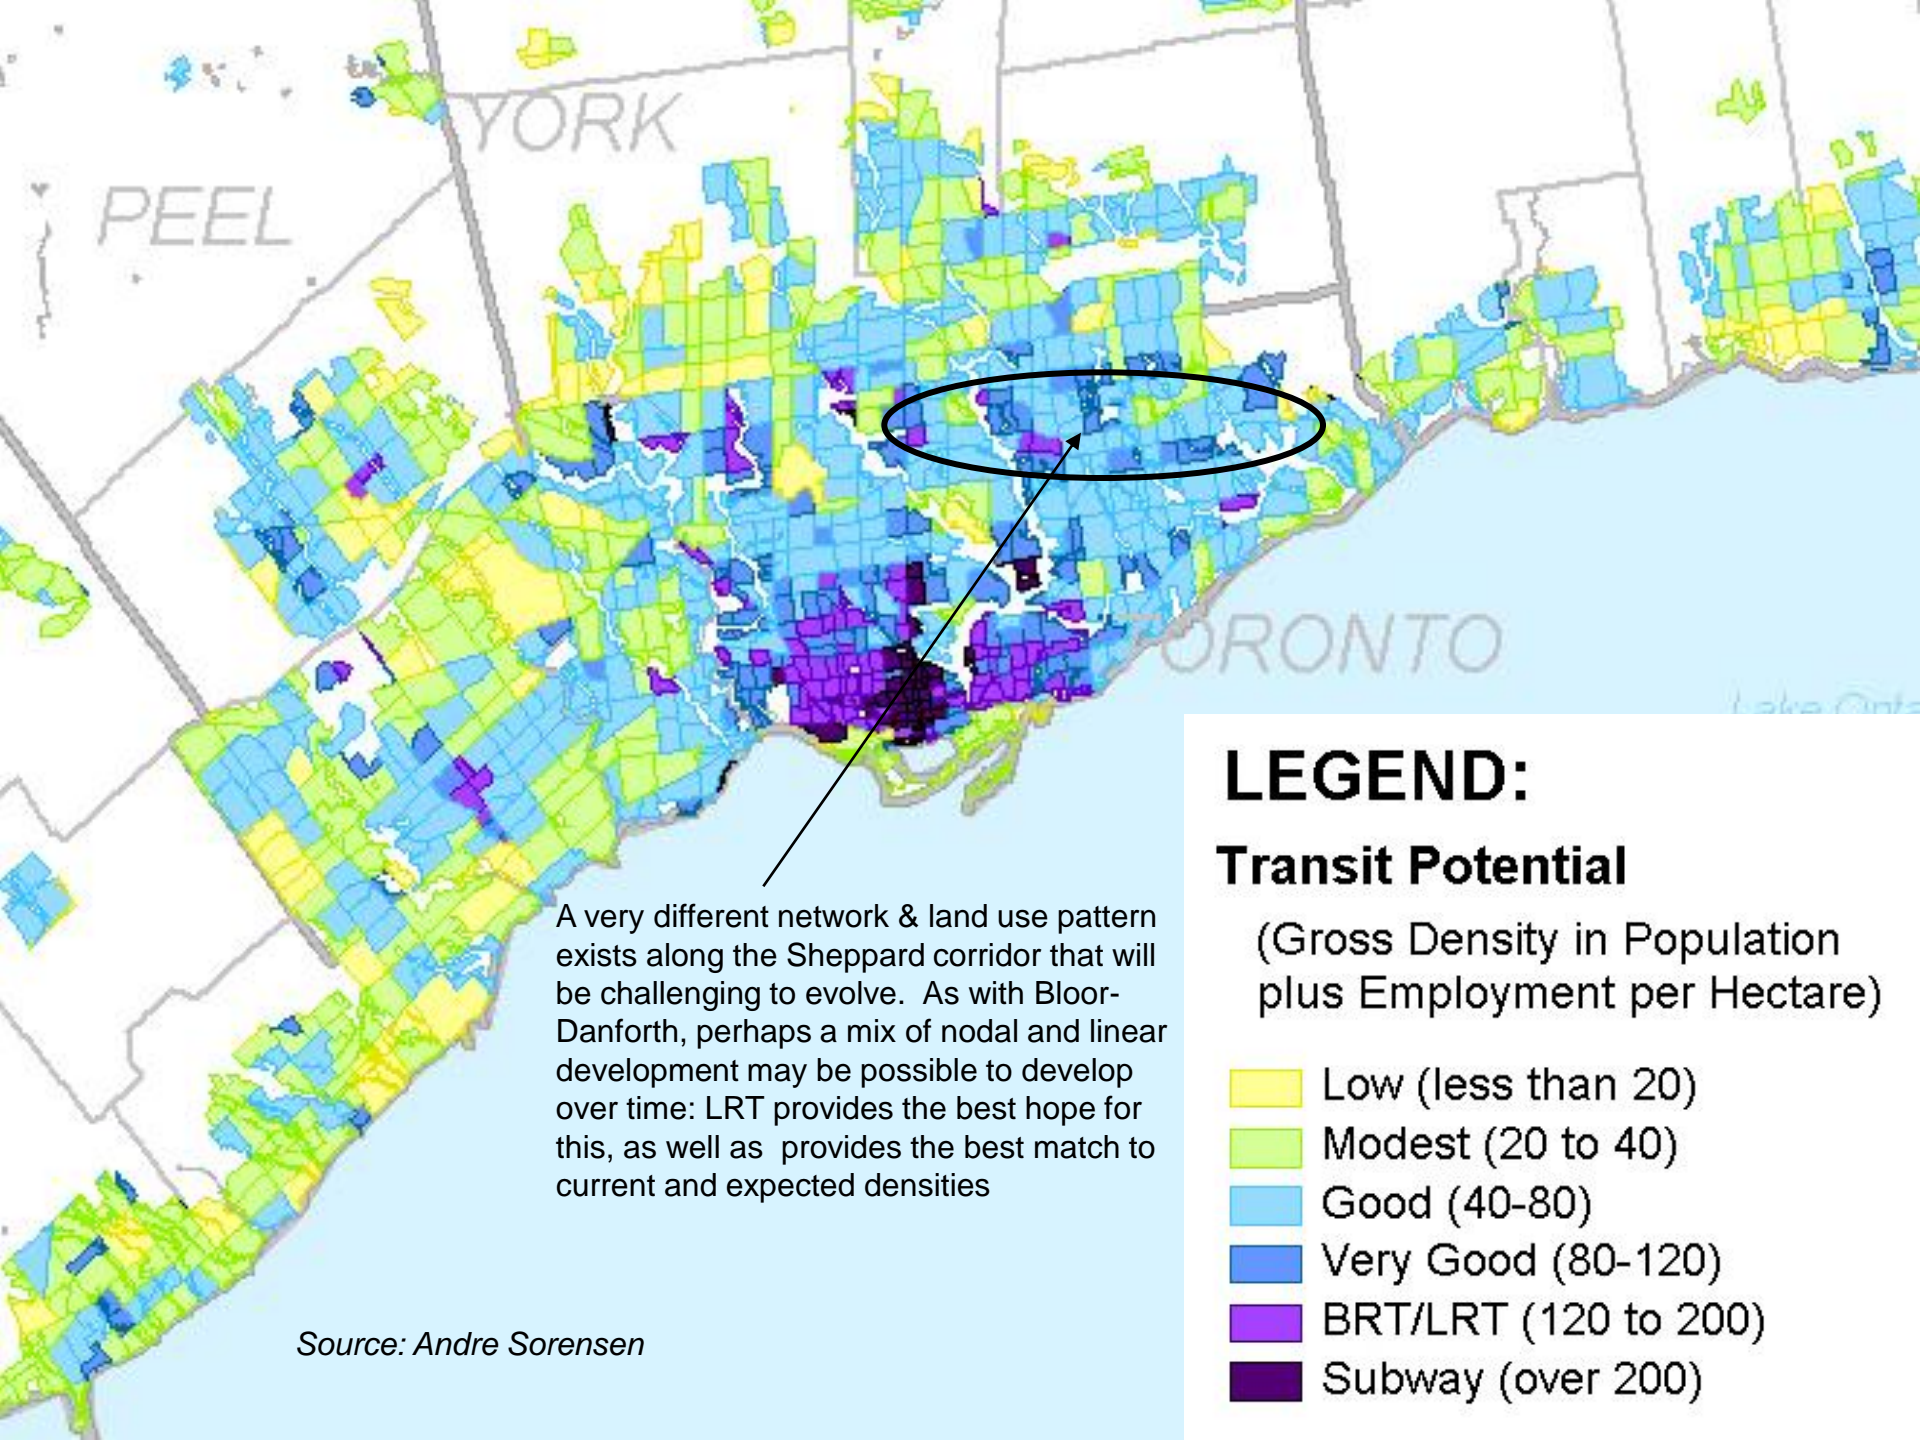 YORK
PEEL
TORONTO
Lake Onta
A very different network & land use pattern
exists along the Sheppard corridor that will
be challenging to evolve.  As with Bloor-
Danforth, perhaps a mix of nodal and linear
development may be possible to develop
over time: LRT provides the best hope for
this, as well as  provides the best match to
current and expected densities
Source: Andre Sorensen
LEGEND:
Transit Potential
(Gross Density in Population
plus Employment per Hectare)
Low (less than 20)
Modest (20 to 40)
Good (40-80)
Very Good (80-120)
BRT/LRT (120 to 200)
Subway (over 200)